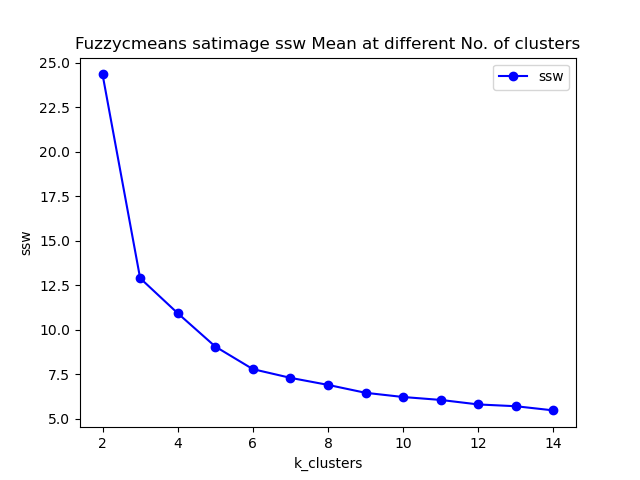 Fuzzycmeans satimage ssw Mean at different No. of clusters
25.0
22.5
20.0
17.5
15.0
12.5
10.0
7.5
5.0
ssw
ssw
2 4 6 8 10 12 14
k_clusters